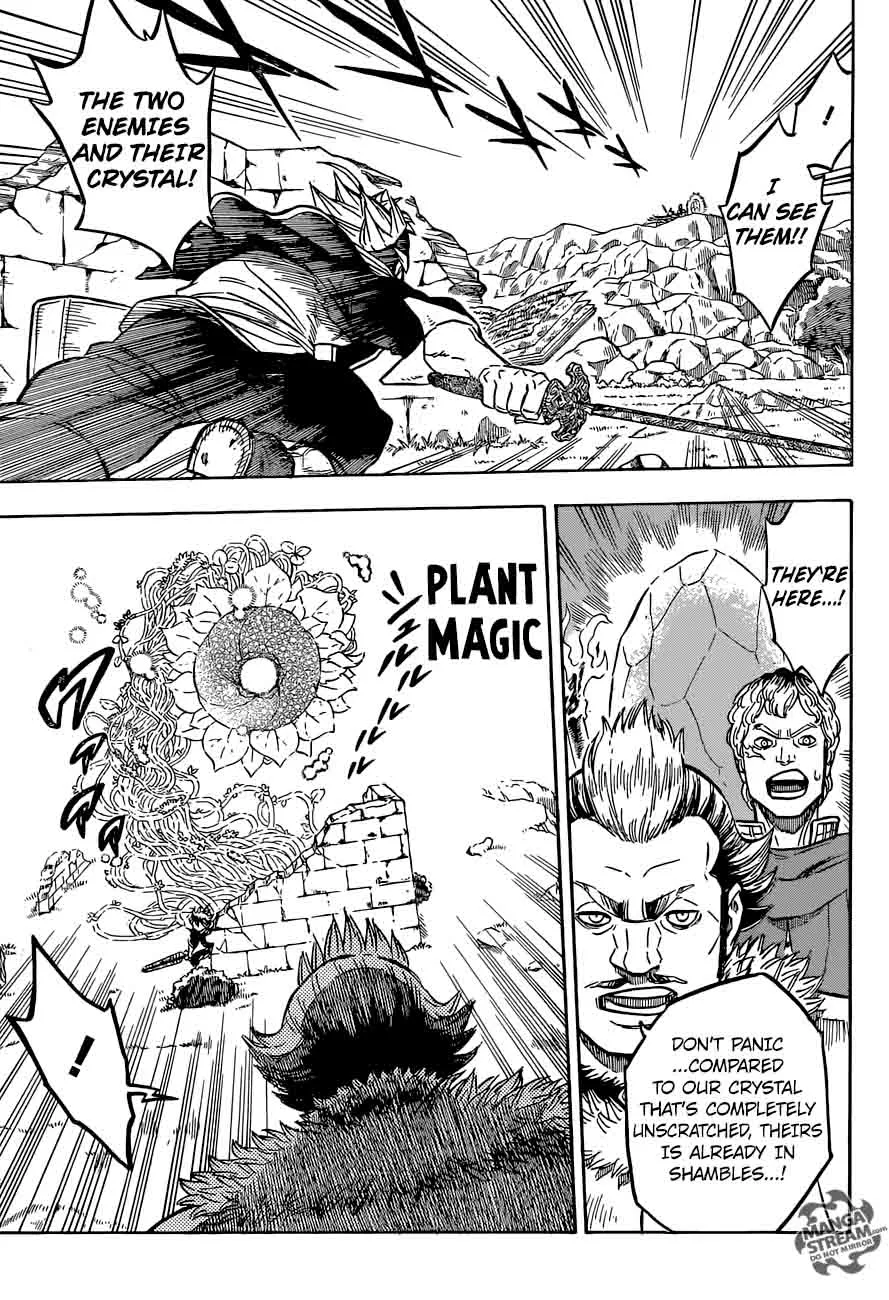 !
I
CAN SEE
THEM!!
THE TWO
ENEMIES
AND THEIR
CRYSTAL!
THEY'RE
HERE...!
DON'T PANIC
...COMPARED
TO OUR CRYSTAL
THAT'S COMPLETELY
UNSCRATCHED, THEIRS
IS ALREADY IN
SHAMBLES...!
PLANT
MAGIC
!
MANGA
STREAM.com
DO NOT MIRROR